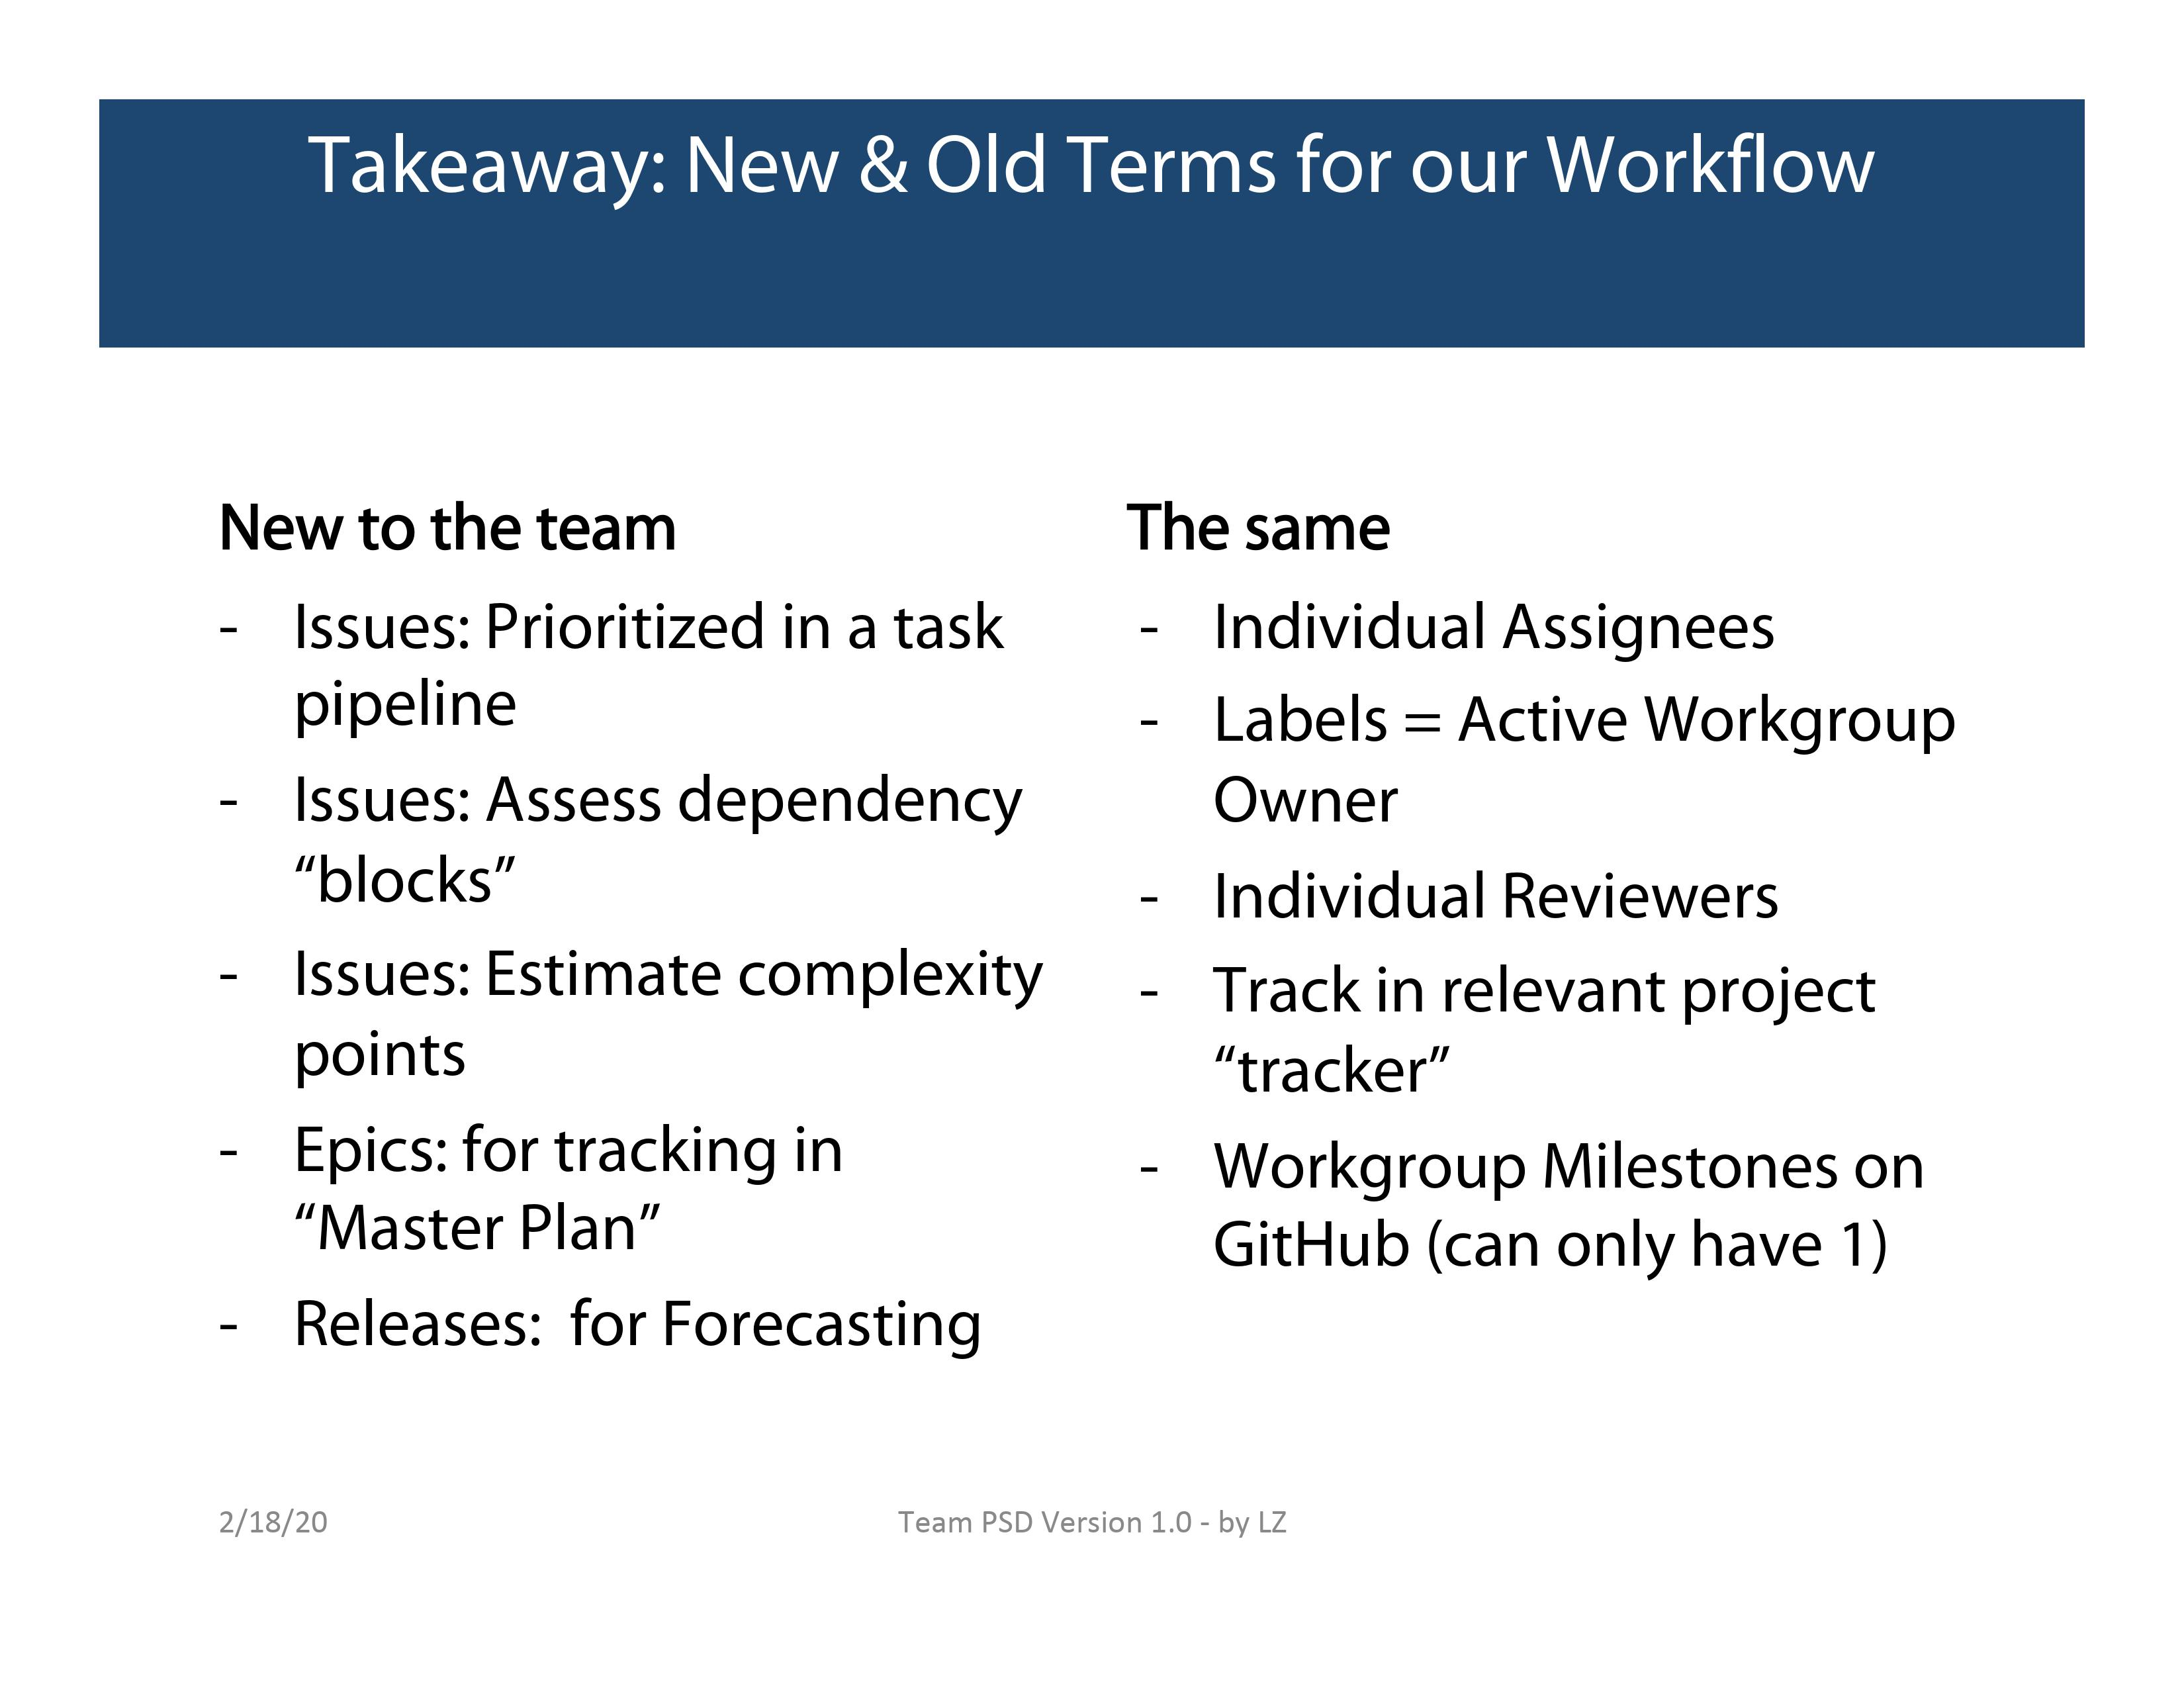 Takeaway: New & Old Terms for our Workflow
New to the team
- Issues: Prioritized in a task
pipeline
- Issues: Assess dependency
“blocks”
- Issues: Estimate complexity
points
- Epics: for tracking in
“Master Plan”
- Releases:  for Forecasting
The same
- Individual Assignees
- Labels = Active Workgroup
Owner
- Individual Reviewers
- Track in relevant project
“tracker”
- Workgroup Milestones on
GitHub (can only have 1)
2/18/20
Team PSD Version 1.0 - by LZ